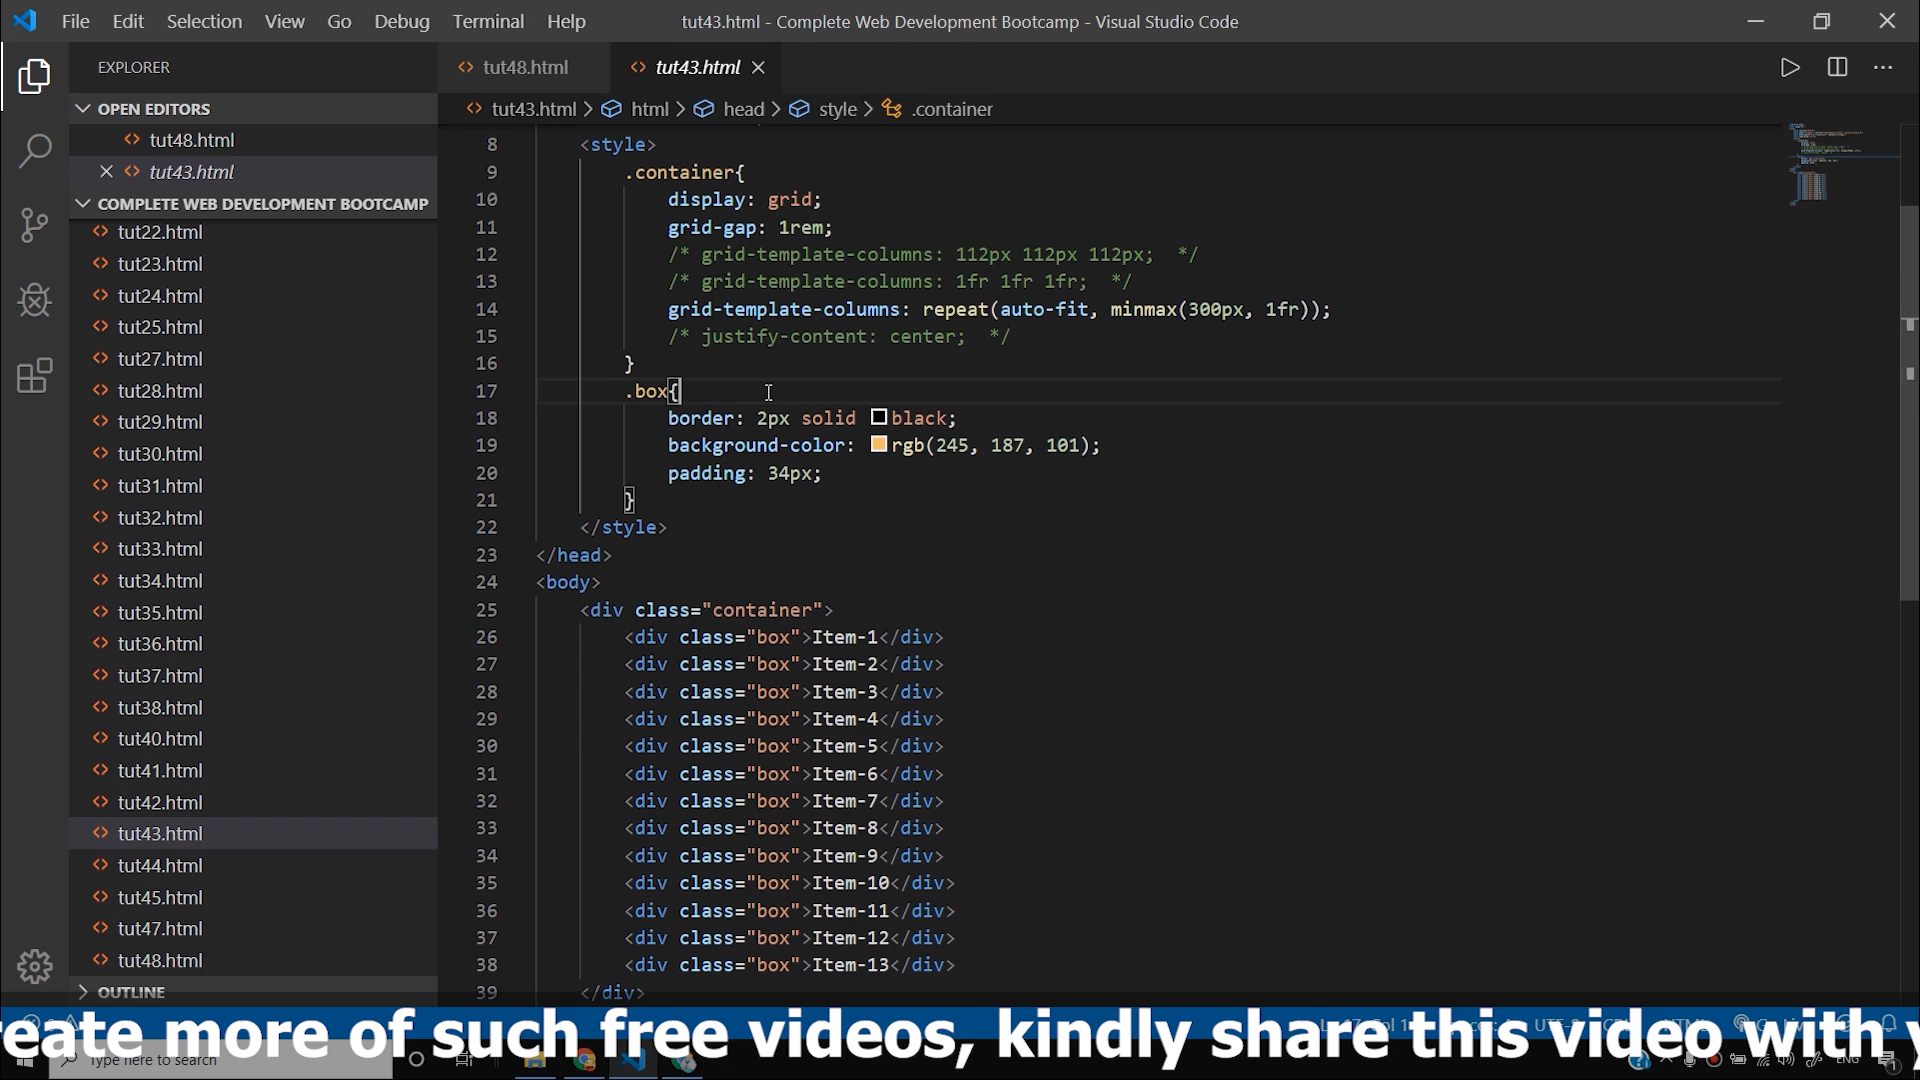 File Edit Selection View Go Debug Terminal Help
tut43.html - Complete Web Development Bootcamp - Visual Studio Code
EXPLORER
OPEN EDITORS
tut48.html
tut43.html
COMPLETE WEB DEVELOPMENT BOOTCAMP
tut22.html
tut23.html
tut24.html
tut25.html
tut27.html
tut28.html
tut29.html
tut30.html
tut31.html
tut32.html
tut33.html
tut34.html
tut35.html
tut36.html
tut37.html
tut38.html
tut40.html
tut41.html
tut42.html
tut43.html
tut44.html
tut45.html
tut47.html
tut48.html
OUTLINE
tut48.html tut43.html
tut43.html > html > head > style > .container
8 <style>
9 .container{
10 display: grid;
11 grid-gap: 1rem;
12 /* grid-template-columns: 112px 112px 112px; */
13 /* grid-template-columns: 1fr 1fr 1fr; */
14 grid-template-columns: repeat(auto-fit, minmax(300px, 1fr));
15 /* justify-content: center; */
16 }
17 .box{
18 border: 2px solid black;
19 background-color: rgb(245, 187, 101);
20 padding: 34px;
21 }
22 </style>
23 </head>
24 <body>
25 <div class="container">
26 <div class="box">Item-1</div>
27 <div class="box">Item-2</div>
28 <div class="box">Item-3</div>
29 <div class="box">Item-4</div>
30 <div class="box">Item-5</div>
31 <div class="box">Item-6</div>
32 <div class="box">Item-7</div>
33 <div class="box">Item-8</div>
34 <div class="box">Item-9</div>
35 <div class="box">Item-10</div>
36 <div class="box">Item-11</div>
37 <div class="box">Item-12</div>
38 <div class="box">Item-13</div>
39 </div>
eate more of such free videos, kindly share this video with y
Type here to search
ENG